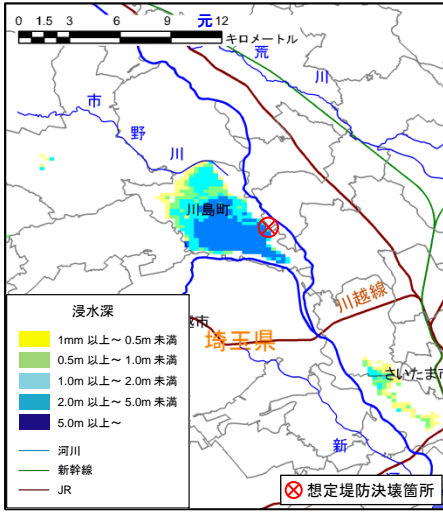 0 1.5 3 6 9 12
キロメートル
元
荒
川
市
野
川
川島町
川越線
越市
埼玉県
さいたま市
新
浸水深
1mm 以上～ 0.5m 未満
0.5m 以上～ 1.0m 未満
1.0m 以上～ 2.0m 未満
2.0m 以上～ 5.0m 未満
5.0m 以上～
河川
新幹線
JR
想定堤防決壊箇所